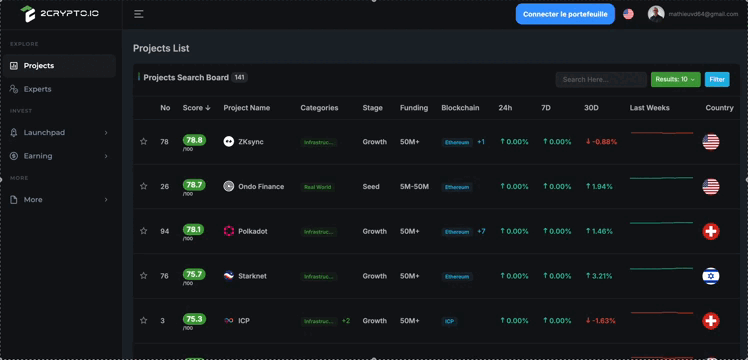 2CRYPTO.IO
Connecter le portefeuille
mathieuvd64@gmail.com
EXPLORE
Projects
Experts
INVEST
Launchpad
Earning
MORE
More
Projects List
Projects Search Board 141
Search Here...
Results: 10
Filter
No Score Project Name Categories Stage Funding Blockchain 24h 7D 30D Last Weeks Country
78 78.8 /100 ZKsync Infrastruc... Growth 50M+ Ethereum +1 ↑ 0.00% ↑ 0.00% ↓ -0.88%
26 78.7 /100 Ondo Finance Real World Seed 5M-50M Ethereum ↑ 0.00% ↑ 0.00% ↑ 1.94%
94 78.1 /100 Polkadot Infrastruc... Growth 50M+ Ethereum +7 ↑ 0.00% ↑ 0.00% ↑ 1.46%
76 75.7 /100 Starknet Infrastruc... Growth 50M+ Ethereum ↑ 0.00% ↑ 0.00% ↑ 3.21%
3 75.3 /100 ICP Infrastruc... +2 Growth 50M+ ICP ↑ 0.00% ↑ 0.00% ↓ -1.63%